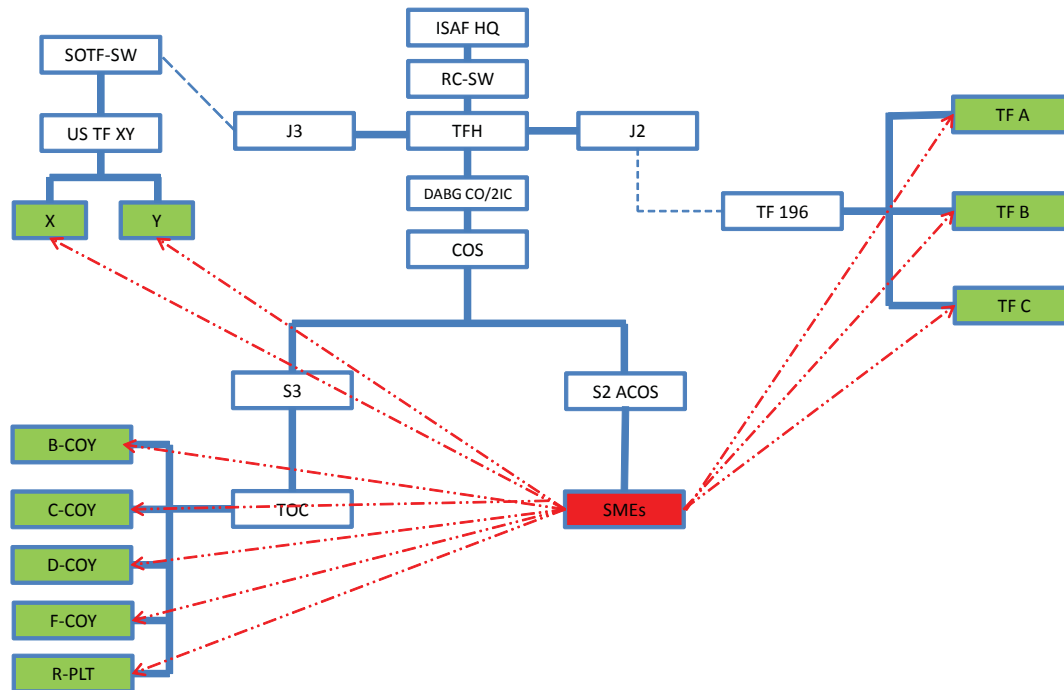 ISAF HQ
SOTF-SW
RC-SW
US TF XY
J3
TFH
J2
TF A
X
Y
DABG CO/2IC
TF 196
TF B
COS
TF C
S3
S2 ACOS
B-COY
C-COY
TOC
SMEs
D-COY
F-COY
R-PLT